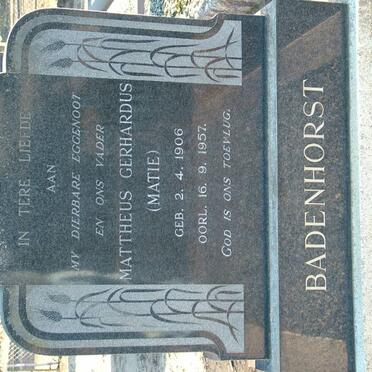 IN TERE LIEFDE
AAN
MY DIERBARE EGGENOOT
EN ONS VADER
MATTHEUS GERHARDUS
(MATIE)
GEB. 2. 4. 1906
OORL. 16. 9. 1957.
GOD IS ONS TOEVLUG.
BADENHORST